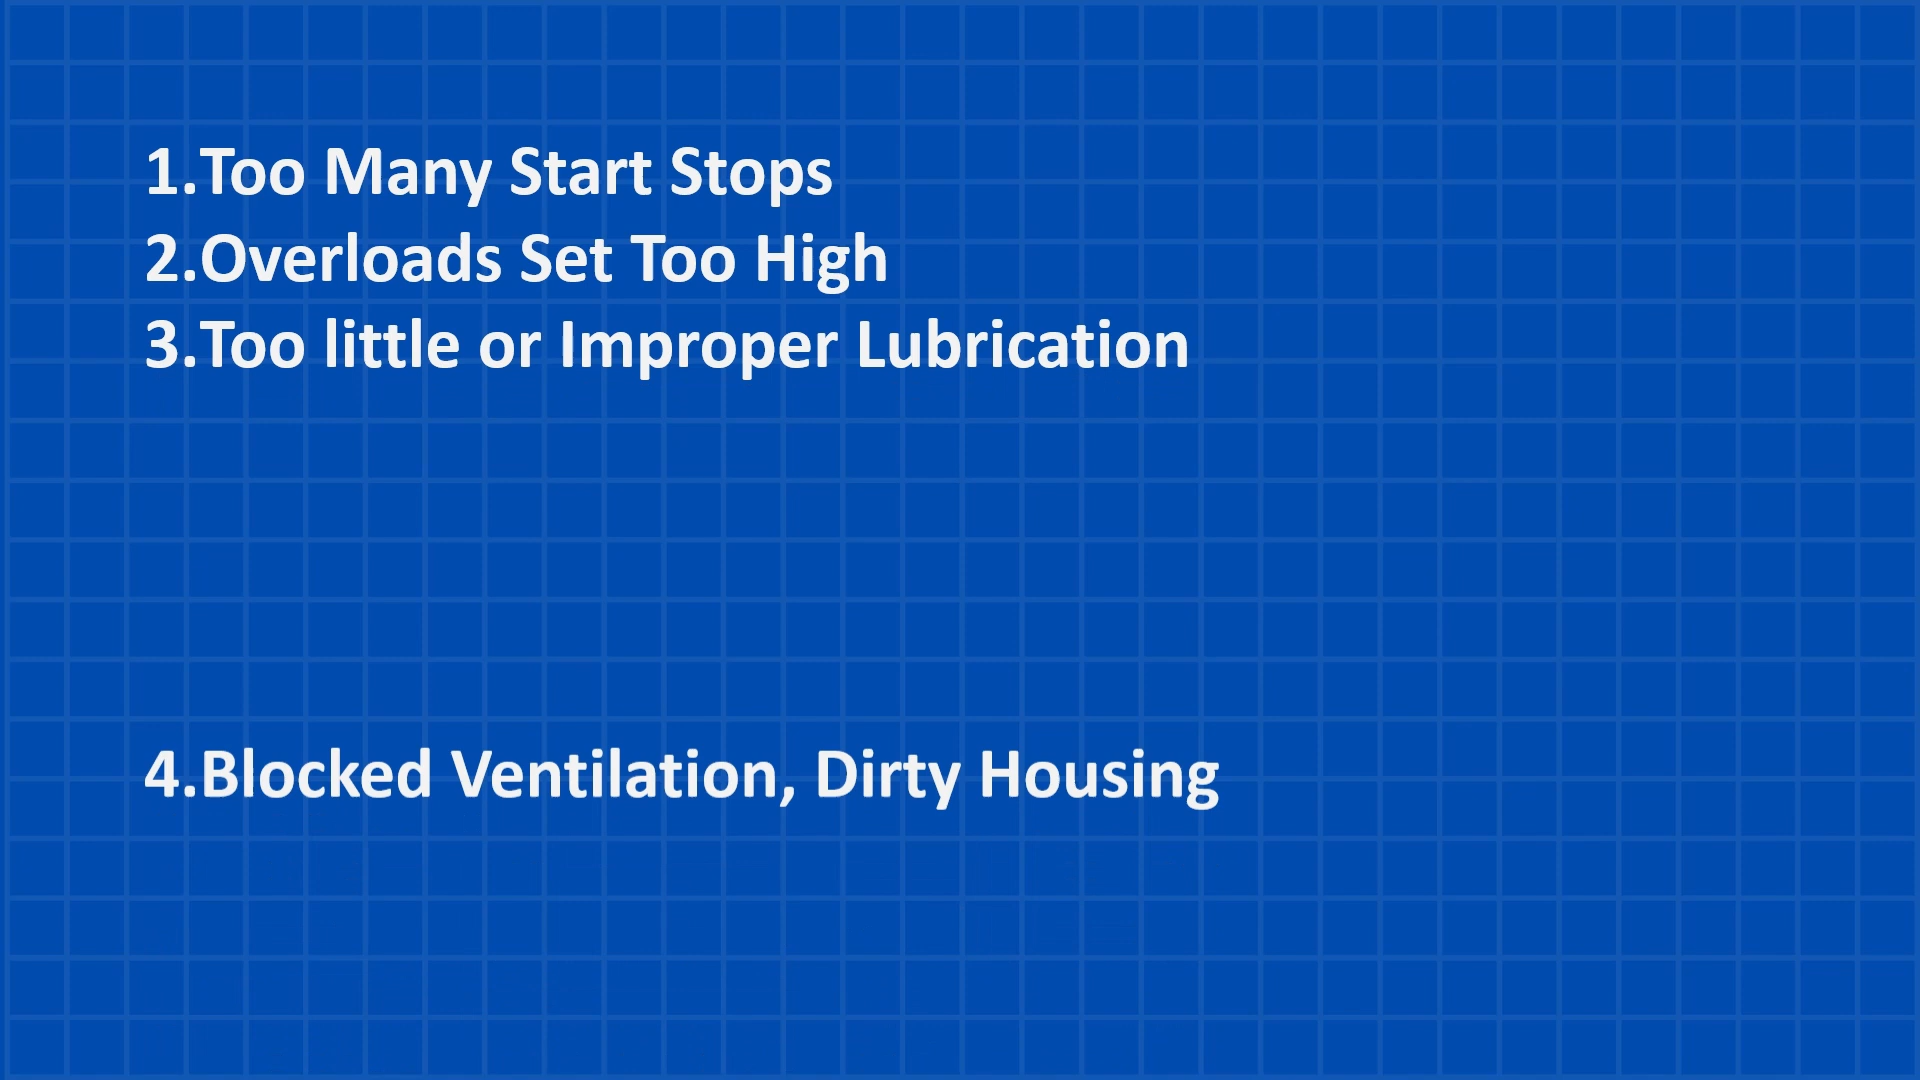 1.Too Many Start Stops
2.Overloads Set Too High
3.Too little or Improper Lubrication
4.Blocked Ventilation, Dirty Housing